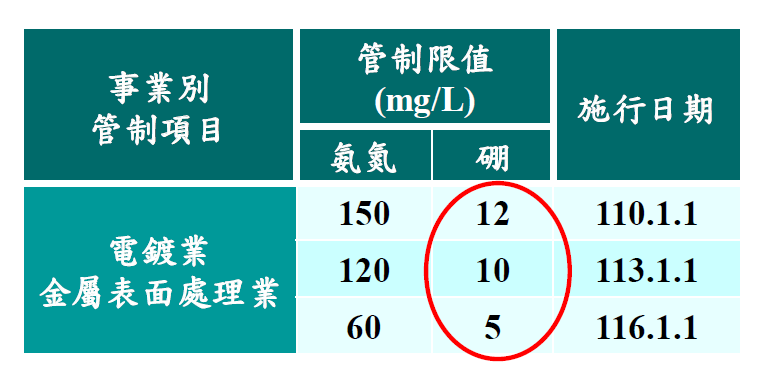 事業別
管制項目
管制限值
(mg/L)
施行日期
氨氮
硼
電鍍業
金屬表面處理業
150 12 110.1.1
120 10 113.1.1
60 5 116.1.1